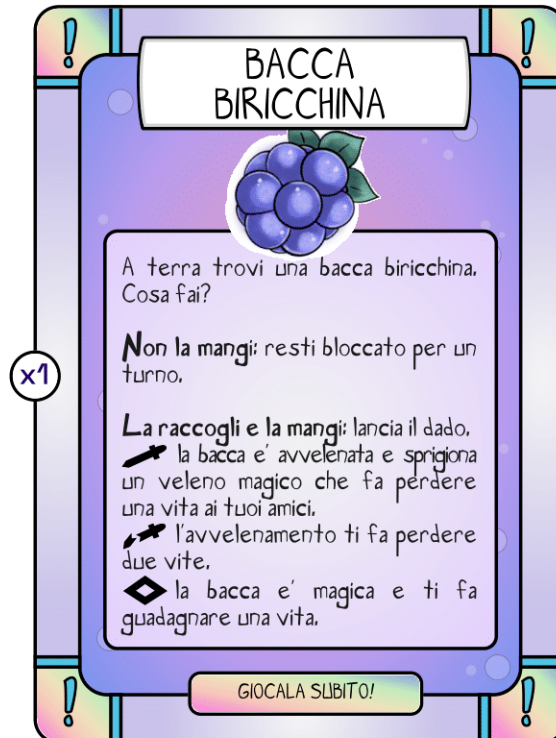 !
!
BACCA
BIRICCHINA
A terra trovi una bacca biricchina.
Cosa fai?
Non la mangi: resti bloccato per un
turno.
x1
La raccogli e la mangi: lancia il dado.
la bacca e' avvelenata e sprigiona
un veleno magico che fa perdere
una vita ai tuoi amici.
l'avvelenamento ti fa perdere
due vite.
la bacca e' magica e ti fa
guadagnare una vita.
GIOCALA SUBITO!
!
!